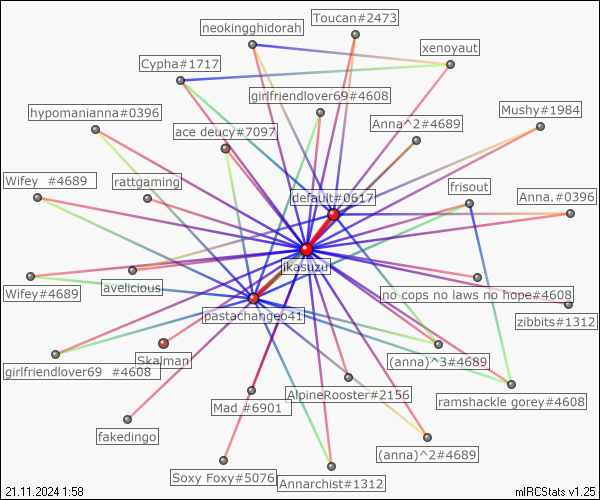 Toucan#2473
neokingghidorah
xenoyaut
Cypha#1717
girlfriendlover69#4608
hypomanianna#0396
Mushy#1984
Anna^2#4689
ace deucy#7097
Wifey  #4689
rattgaming
frisout
default#0617
Anna.#0396
ikasuzu
Wifey#4689
avelicious
no cops no laws no hope#4608
pastachangeo41
zibbits#1312
Skalman
(anna)^3#4689
girlfriendlover69  #4608
AlpineRooster#2156
ramshackle gorey#4608
Mad #6901
fakedingo
(anna)^2#4689
Soxy Foxy#5076
Annarchist#1312
21.11.2024 1:58
mIRCStats v1.25